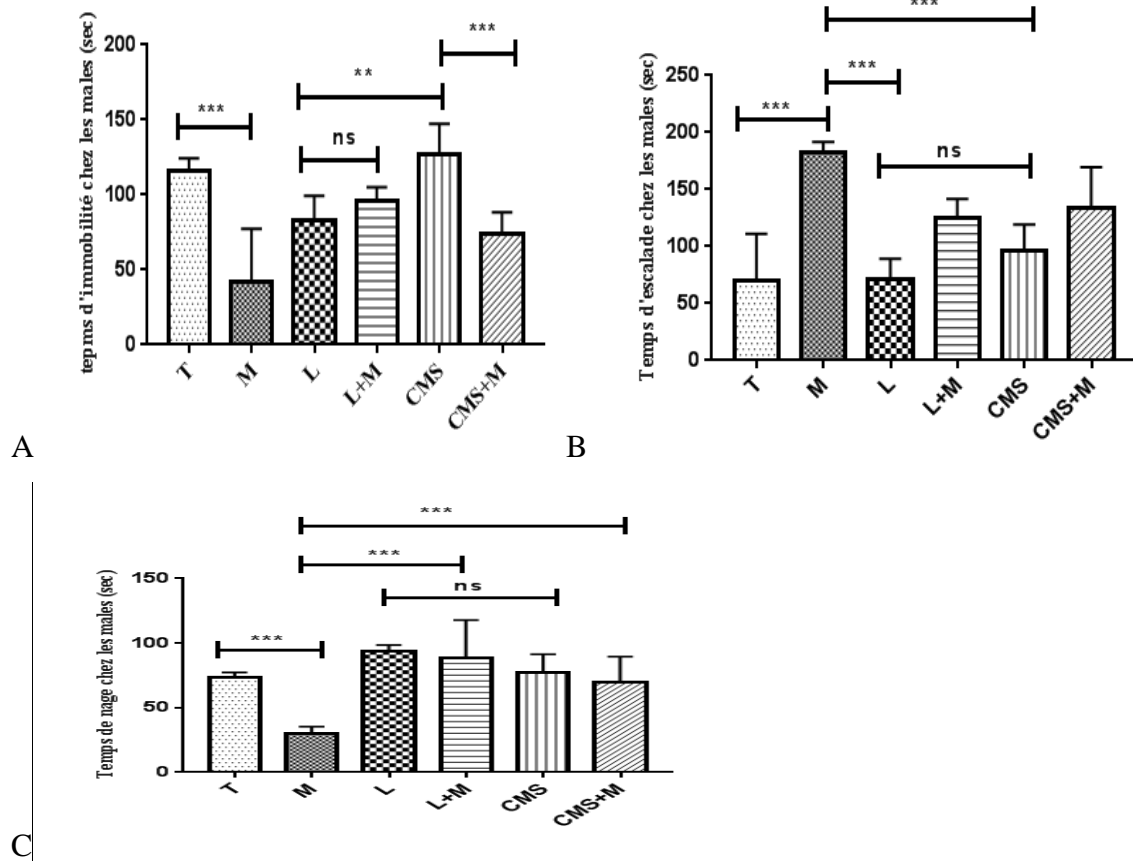 tepms d'immobilité chez les males (sec)
200
150
100
50
0
***
**
ns
***
T
M
L
L+M
CMS
CMS+M
A
Temps d'escalade chez les males (sec)
250
200
150
100
50
0
***
***
***
ns
T
M
L
L+M
CMS
CMS+M
B
Temps de nage chez les males (sec)
150
100
50
0
***
***
ns
***
T
M
L
L+M
CMS
CMS+M
C